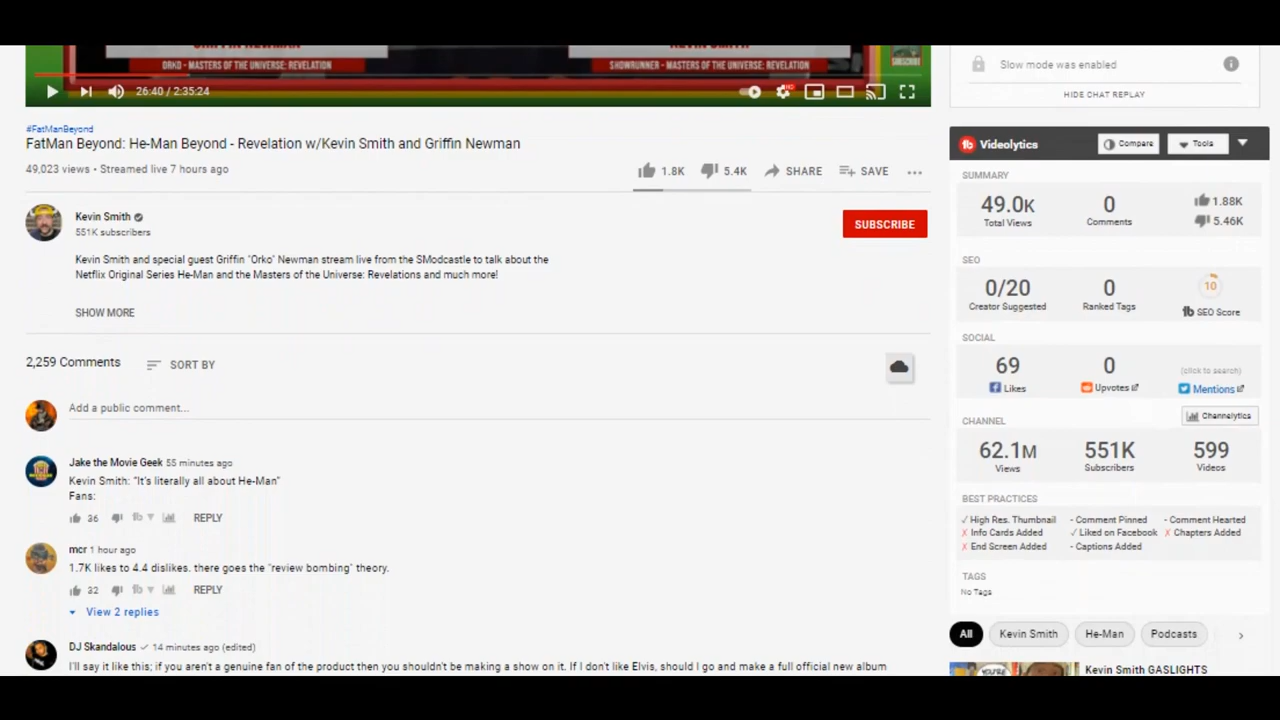 GRIFFIN NEWMAN
KEVIN SMITH
ORKO - MASTERS OF THE UNIVERSE: REVELATION
SHOWRUNNER - MASTERS OF THE UNIVERSE: REVELATION
SUBSCRIBE
26:40 / 2:35:24
#FatManBeyond
FatMan Beyond: He-Man Beyond - Revelation w/Kevin Smith and Griffin Newman
49,023 views • Streamed live 7 hours ago
1.8K 5.4K SHARE SAVE ...
Kevin Smith
551K subscribers
SUBSCRIBE
Kevin Smith and special guest Griffin "Orko" Newman stream live from the SModcastle to talk about the
Netflix Original Series He-Man and the Masters of the Universe: Revelations and much more!
SHOW MORE
2,259 Comments SORT BY
Add a public comment...
Jake the Movie Geek 55 minutes ago
Kevin Smith: "It's literally all about He-Man"
Fans:
36 tb REPLY
mcr 1 hour ago
1.7K likes to 4.4 dislikes. there goes the "review bombing" theory.
32 tb REPLY
View 2 replies
DJ Skandalous 14 minutes ago (edited)
I'll say it like this; if you aren't a genuine fan of the product then you shouldn't be making a show on it. If I don't like Elvis, should I go and make a full official new album
Slow mode was enabled
HIDE CHAT REPLAY
tb Videolytics Compare Tools
SUMMARY
49.0K 0 1.88K
Total Views Comments 5.46K
SEO
0/20 0 10
Creator Suggested Ranked Tags tb SEO Score
SOCIAL
69 0 (click to search)
Likes Upvotes Mentions
CHANNEL Channelytics
62.1M 551K 599
Views Subscribers Videos
BEST PRACTICES
✓ High Res. Thumbnail - Comment Pinned - Comment Hearted
✗ Info Cards Added ✓ Liked on Facebook ✗ Chapters Added
✗ End Screen Added - Captions Added
TAGS
No Tags
All Kevin Smith He-Man Podcasts
Kevin Smith GASLIGHTS